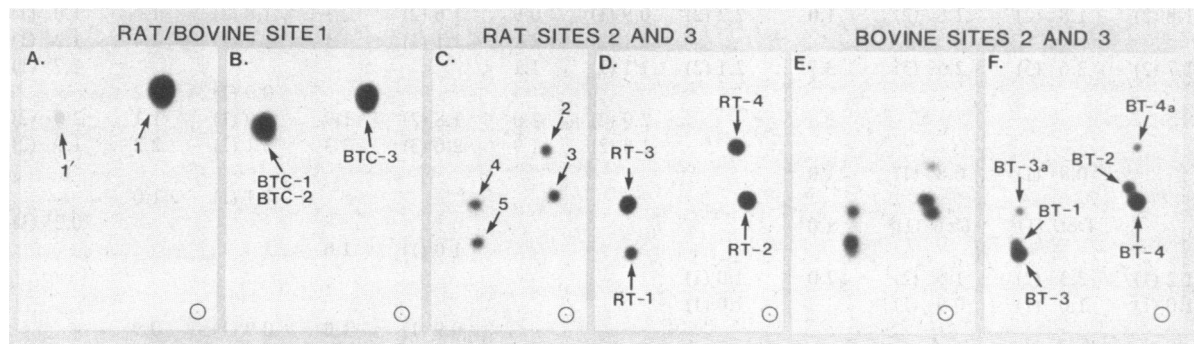 RAT/BOVINE SITE 1
RAT SITES 2 AND 3
BOVINE SITES 2 AND 3
A.
1
1'
B.
BTC-3
BTC-1
BTC-2
C.
2
3
4
5
D.
RT-4
RT-3
RT-2
RT-1
E.
F.
BT-4a
BT-2
BT-3a
BT-1
BT-4
BT-3